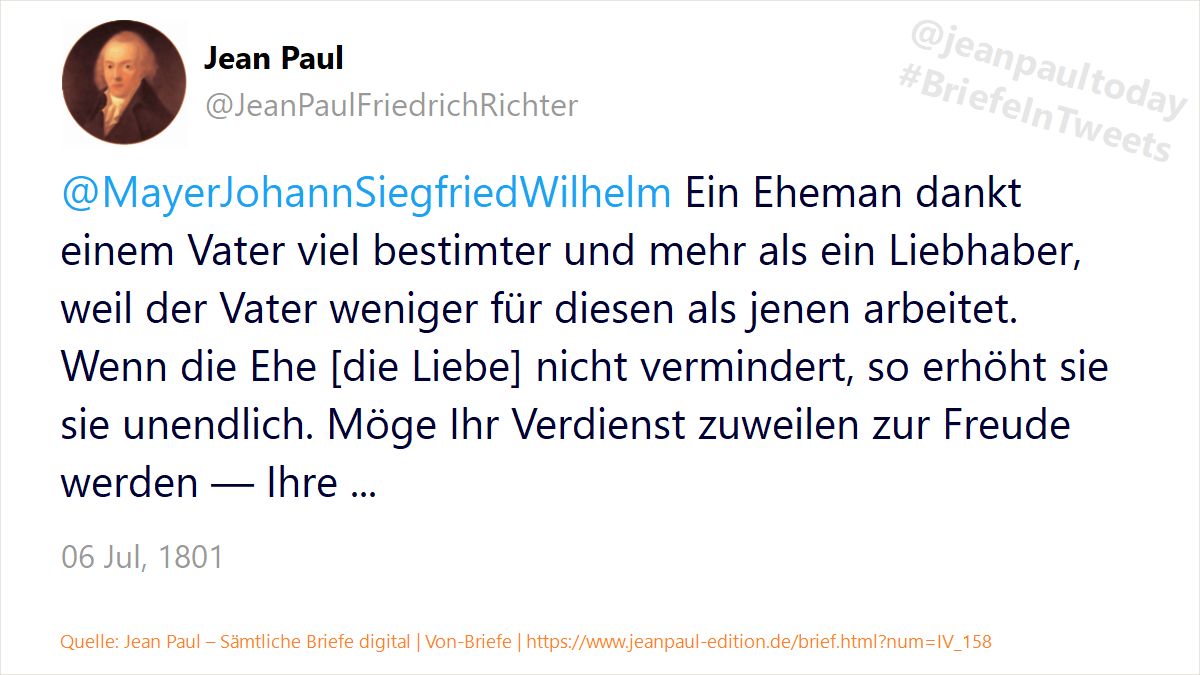 Jean Paul
@JeanPaulFriedrichRichter
@jeanpaultoday
#BriefeInTweets
@MayerJohannSiegfriedWilhelm Ein Eheman dankt
einem Vater viel bestimter und mehr als ein Liebhaber,
weil der Vater weniger für diesen als jenen arbeitet.
Wenn die Ehe [die Liebe] nicht vermindert, so erhöht sie
sie unendlich. Möge Ihr Verdienst zuweilen zur Freude
werden — Ihre ...
06 Jul, 1801
Quelle: Jean Paul – Sämtliche Briefe digital | Von-Briefe | https://www.jeanpaul-edition.de/brief.html?num=IV_158